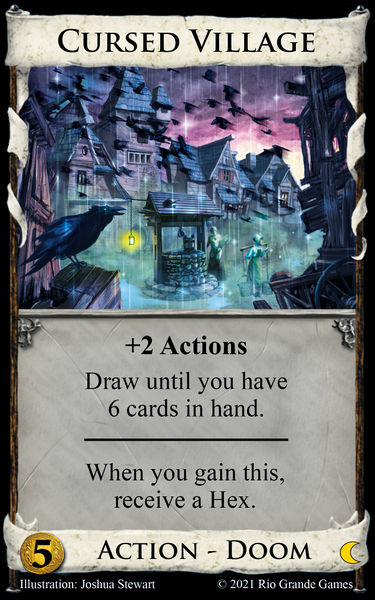 Cursed Village
+2 Actions
Draw until you have
6 cards in hand.
When you gain this,
receive a Hex.
5 Action - Doom
Illustration: Joshua Stewart © 2021 Rio Grande Games